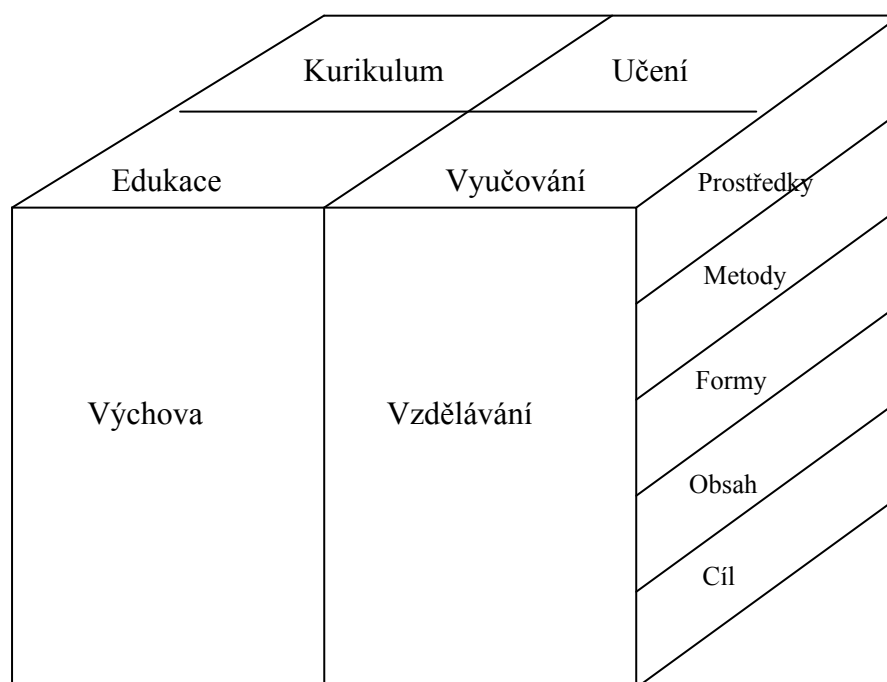 Kurikulum
Učení
Edukace
Vyučování
Prostředky
Metody
Formy
Výchova
Vzdělávání
Obsah
Cíl